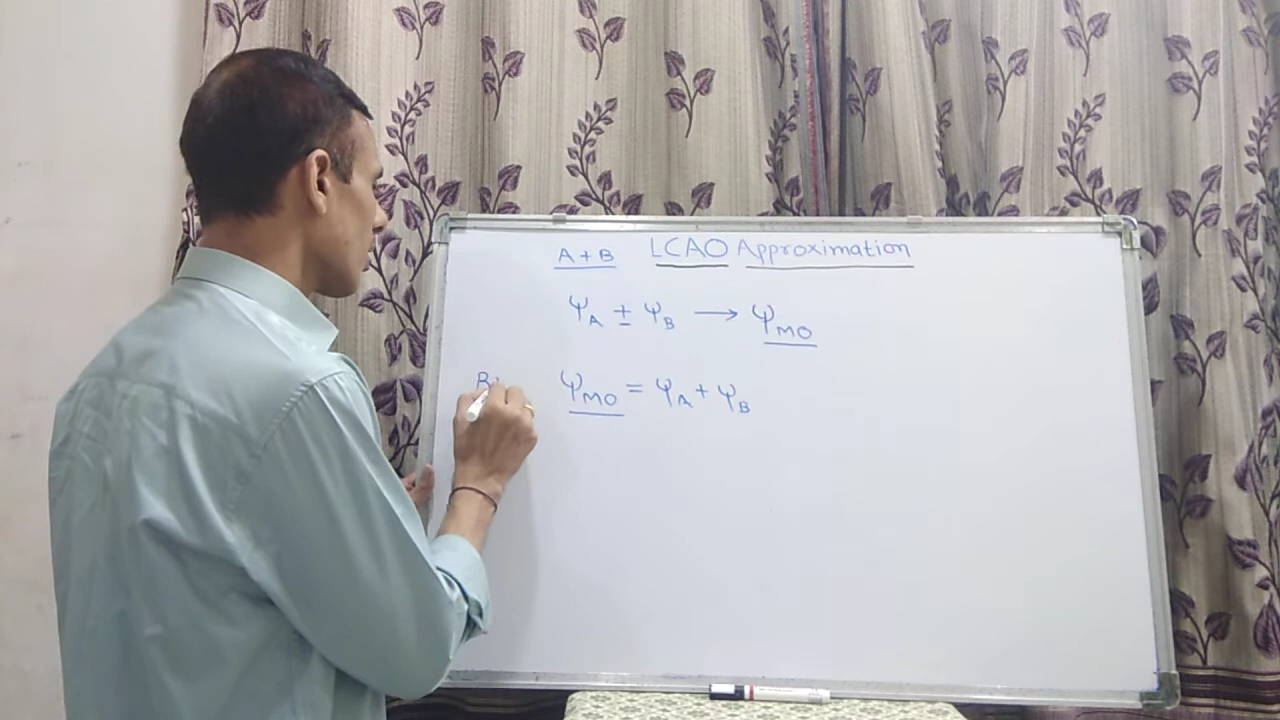 A + B LCAO Approximation
ψA ± ψB ⟶ ψMO
ψMO = ψA + ψB